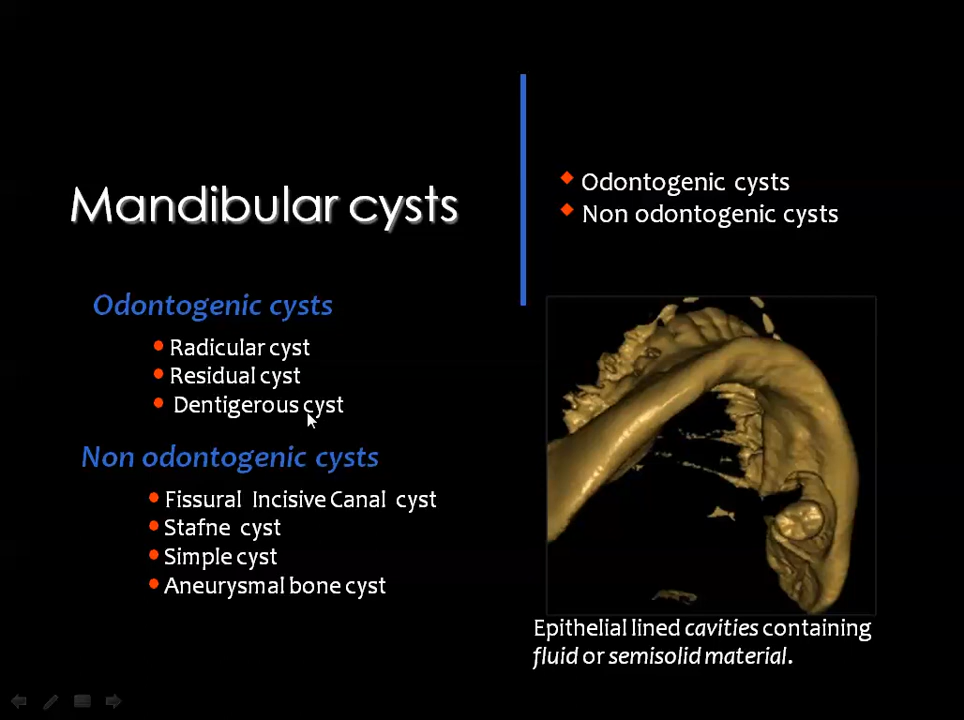 Mandibular cysts
Odontogenic cysts
Non odontogenic cysts
Odontogenic cysts
Radicular cyst
Residual cyst
Dentigerous cyst
Non odontogenic cysts
Fissural Incisive Canal cyst
Stafne cyst
Simple cyst
Aneurysmal bone cyst
Epithelial lined cavities containing
fluid or semisolid material.